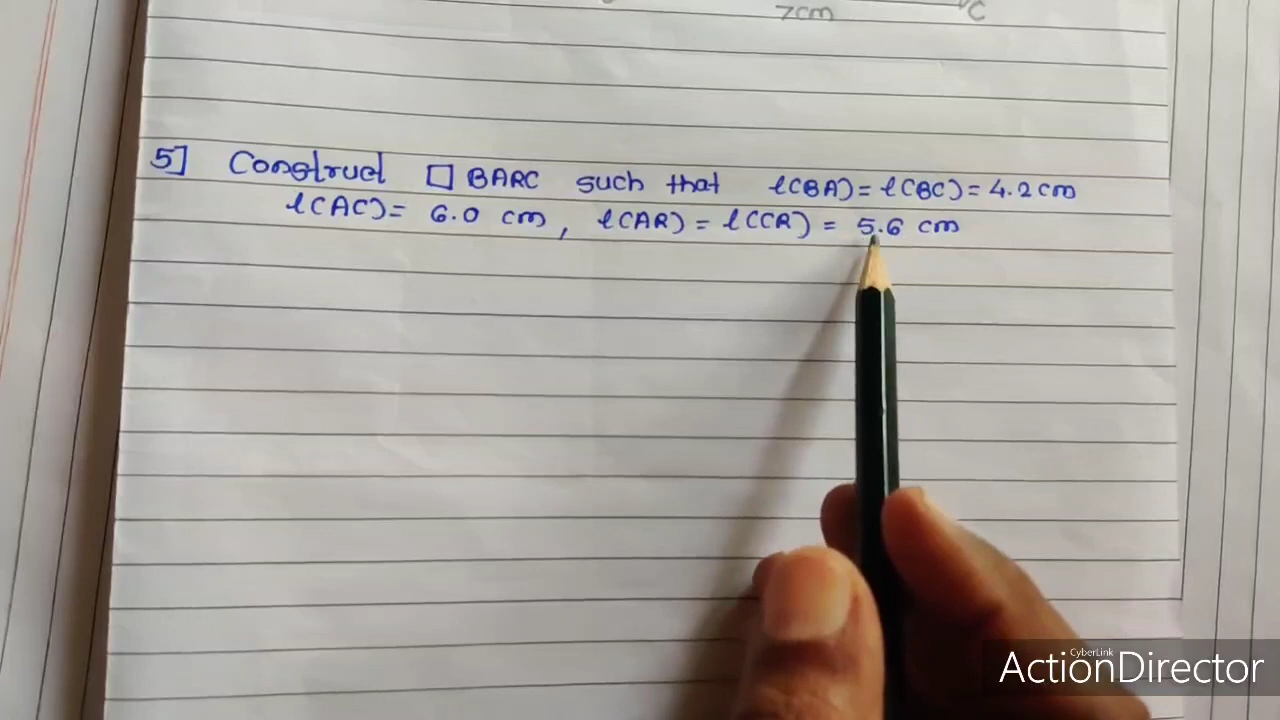 7cm C
5] Construct □ BARC such that l(BA) = l(BC) = 4.2 cm
l(AC) = 6.0 cm, l(AR) = l(CR) = 5.6 cm
CyberLink
ActionDirector